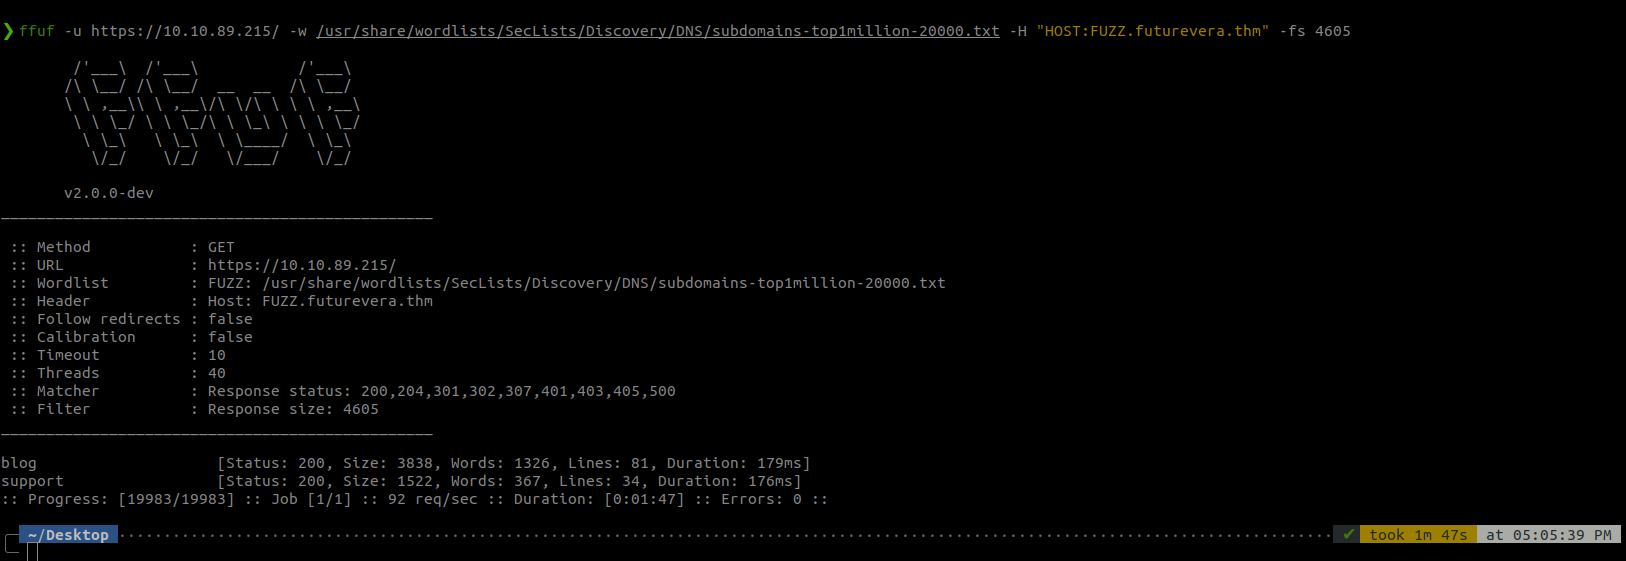 ❯ ffuf -u https://10.10.89.215/ -w /usr/share/wordlists/SecLists/Discovery/DNS/subdomains-top1million-20000.txt -H "HOST:FUZZ.futurevera.thm" -fs 4605
        /'___\  /'___\           /'___\
       /\ \__/ /\ \__/  __  __  /\ \__/
       \ \ ,__\\ \ ,__\/\ \/\ \ \ \ ,__\
        \ \ \_/ \ \ \_/\ \ \_\ \ \ \ \_/
         \ \_\   \ \_\  \ \____/  \ \_\
          \/_/    \/_/   \/___/    \/_/
       v2.0.0-dev
________________________________________________
 :: Method           : GET
 :: URL              : https://10.10.89.215/
 :: Wordlist         : FUZZ: /usr/share/wordlists/SecLists/Discovery/DNS/subdomains-top1million-20000.txt
 :: Header           : Host: FUZZ.futurevera.thm
 :: Follow redirects : false
 :: Calibration      : false
 :: Timeout          : 10
 :: Threads          : 40
 :: Matcher          : Response status: 200,204,301,302,307,401,403,405,500
 :: Filter           : Response size: 4605
________________________________________________
blog                    [Status: 200, Size: 3838, Words: 1326, Lines: 81, Duration: 179ms]
support                 [Status: 200, Size: 1522, Words: 367, Lines: 34, Duration: 176ms]
:: Progress: [19983/19983] :: Job [1/1] :: 92 req/sec :: Duration: [0:01:47] :: Errors: 0 ::
~/Desktop ✔ took 1m 47s at 05:05:39 PM